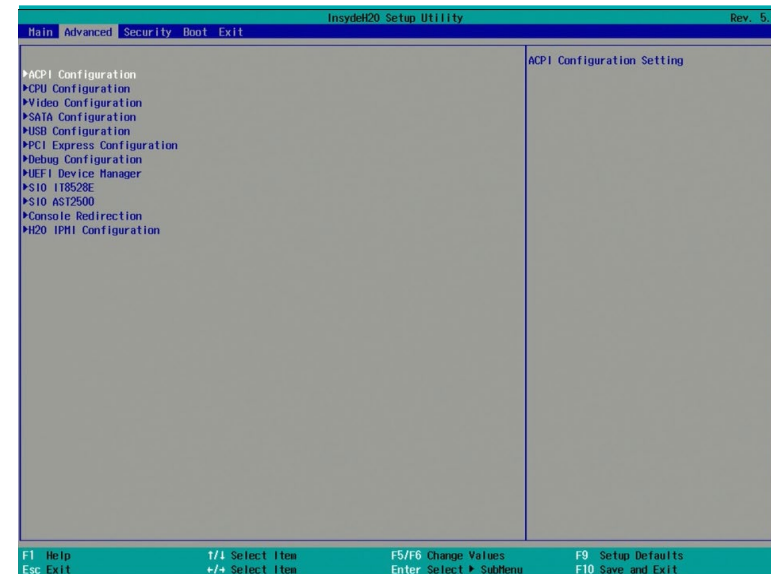 InsydeH20 Setup Utility Rev. 5.
Main Advanced Security Boot Exit
ACPI Configuration Setting
▶ACPI Configuration
▶CPU Configuration
▶Video Configuration
▶SATA Configuration
▶USB Configuration
▶PCI Express Configuration
▶Debug Configuration
▶UEFI Device Manager
▶SIO IT8528E
▶SIO AST2500
▶Console Redirection
▶H20 IPMI Configuration
F1 Help ↑/↓ Select Item F5/F6 Change Values F9 Setup Defaults
Esc Exit ←/→ Select Item Enter Select ▶ SubMenu F10 Save and Exit